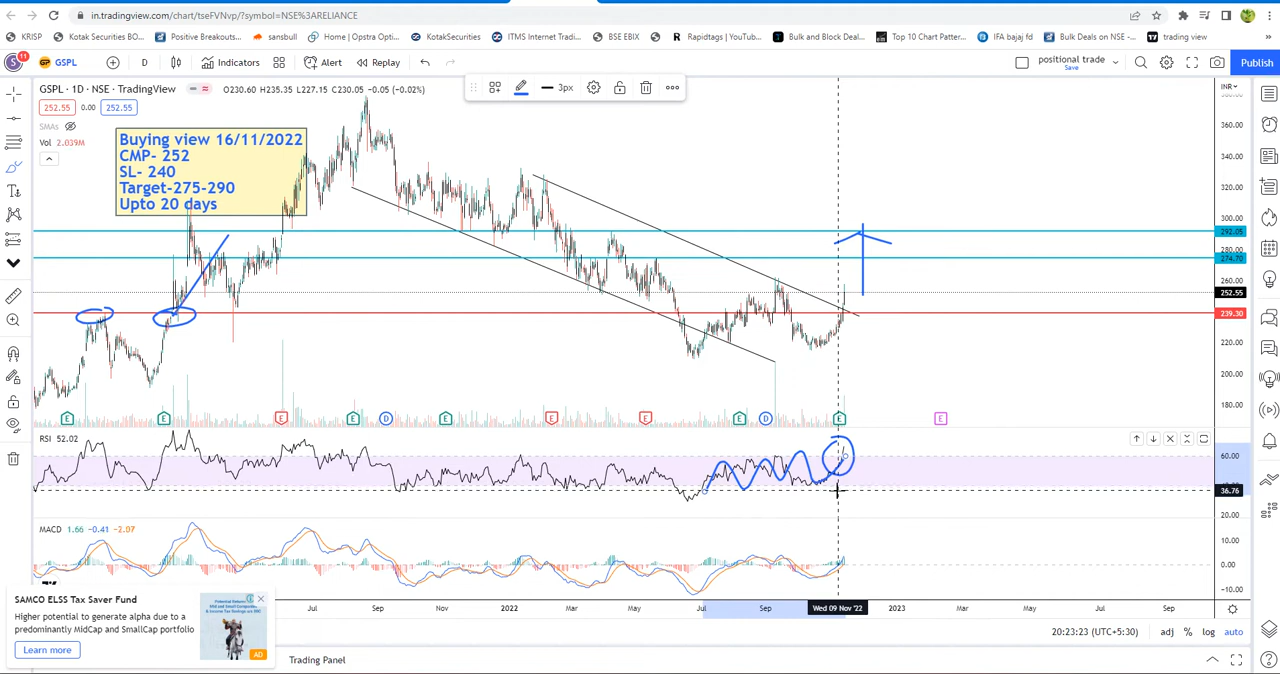 in.tradingview.com/chart/tseFVNvp/?symbol=NSE%3ARELIANCE
KRISP
Kotak Securities BO...
Positive Breakouts...
sansbull
Home | Opstra Opti...
KotakSecurities
ITMS Internet Tradi...
BSE EBIX
Rapidtags | YouTub...
Bulk and Block Deal...
Top 10 Chart Patter...
IFA bajaj fd
Bulk Deals on NSE -...
trading view
»
S 11
GSPL
D
Indicators
Alert
Replay
positional trade
Save
Publish
3px
GSPL · 1D · NSE · TradingView
O230.60 H235.35 L227.15 C230.05 -0.05 (-0.02%)
252.55 0.00 252.55
SMAs
Vol 2.039M
Buying view 16/11/2022
CMP- 252
SL- 240
Target-275-290
Upto 20 days
INR
360.00
340.00
320.00
300.00
292.05
280.00
274.70
260.00
252.55
239.30
220.00
200.00
180.00
E E E E D E E E E D E E
RSI 52.02
60.00
36.76
20.00
MACD 1.66 -0.41 -2.07
10.00
0.00
-10.00
Jul Sep Nov 2022 Mar May Jul Sep Wed 09 Nov '22 2023 Mar May Jul Sep
SAMCO ELSS Tax Saver Fund
Higher potential to generate alpha due to a
predominantly MidCap and SmallCap portfolio
Learn more
AD
20:23:23 (UTC+5:30)
adj % log auto
Trading Panel